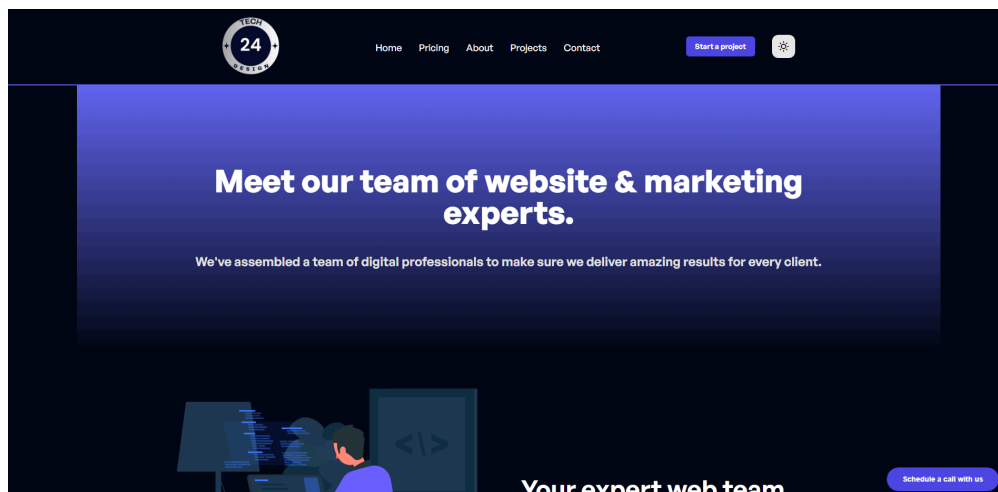 TECH
24
DESIGN
Home Pricing About Projects Contact
Start a project
Meet our team of website & marketing
experts.
We've assembled a team of digital professionals to make sure we deliver amazing results for every client.
<\>
Your expert web team
Schedule a call with us